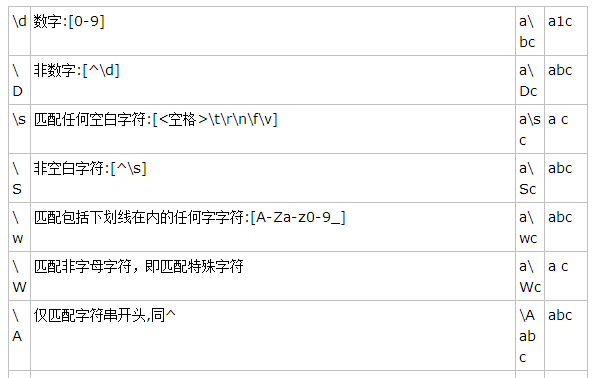 \d 数字:[0-9] a\ a1c
bc
\ 非数字:[^\d] a\ abc
D Dc
\s 匹配任何空白字符:[<空格>\t\r\n\f\v] a\s a c
c
\ 非空白字符:[^\s] a\ abc
S Sc
\ 匹配包括下划线在内的任何字字符:[A-Za-z0-9_] a\ abc
w wc
\ 匹配非字母字符，即匹配特殊字符 a\ a c
W Wc
\ 仅匹配字符串开头,同^ \A abc
A ab
c